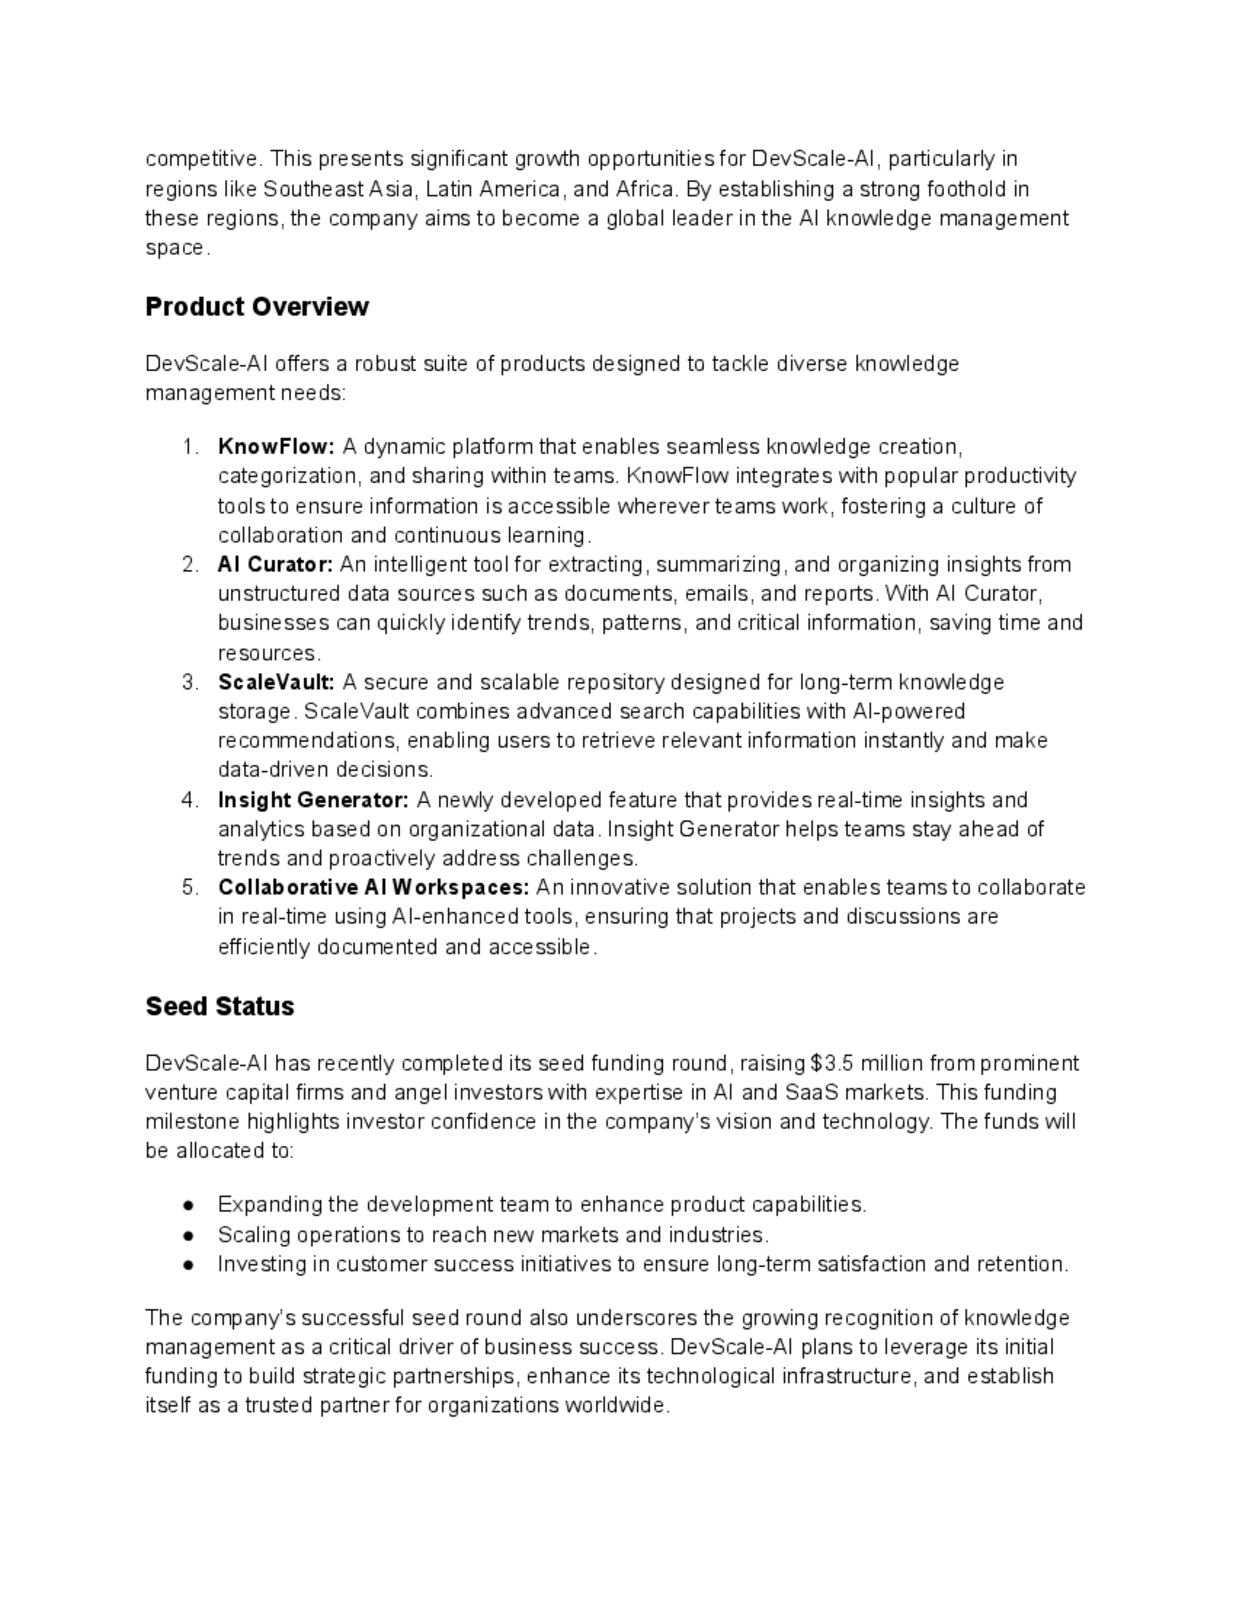 competitive. This presents significant growth opportunities for DevScale-AI, particularly in
regions like Southeast Asia, Latin America, and Africa. By establishing a strong foothold in
these regions, the company aims to become a global leader in the AI knowledge management
space.
Product Overview
DevScale-AI offers a robust suite of products designed to tackle diverse knowledge
management needs:
1. KnowFlow: A dynamic platform that enables seamless knowledge creation,
categorization, and sharing within teams. KnowFlow integrates with popular productivity
tools to ensure information is accessible wherever teams work, fostering a culture of
collaboration and continuous learning.
2. AI Curator: An intelligent tool for extracting, summarizing, and organizing insights from
unstructured data sources such as documents, emails, and reports. With AI Curator,
businesses can quickly identify trends, patterns, and critical information, saving time and
resources.
3. ScaleVault: A secure and scalable repository designed for long-term knowledge
storage. ScaleVault combines advanced search capabilities with AI-powered
recommendations, enabling users to retrieve relevant information instantly and make
data-driven decisions.
4. Insight Generator: A newly developed feature that provides real-time insights and
analytics based on organizational data. Insight Generator helps teams stay ahead of
trends and proactively address challenges.
5. Collaborative AI Workspaces: An innovative solution that enables teams to collaborate
in real-time using AI-enhanced tools, ensuring that projects and discussions are
efficiently documented and accessible.
Seed Status
DevScale-AI has recently completed its seed funding round, raising $3.5 million from prominent
venture capital firms and angel investors with expertise in AI and SaaS markets. This funding
milestone highlights investor confidence in the company's vision and technology. The funds will
be allocated to:
● Expanding the development team to enhance product capabilities.
● Scaling operations to reach new markets and industries.
● Investing in customer success initiatives to ensure long-term satisfaction and retention.
The company's successful seed round also underscores the growing recognition of knowledge
management as a critical driver of business success. DevScale-AI plans to leverage its initial
funding to build strategic partnerships, enhance its technological infrastructure, and establish
itself as a trusted partner for organizations worldwide.